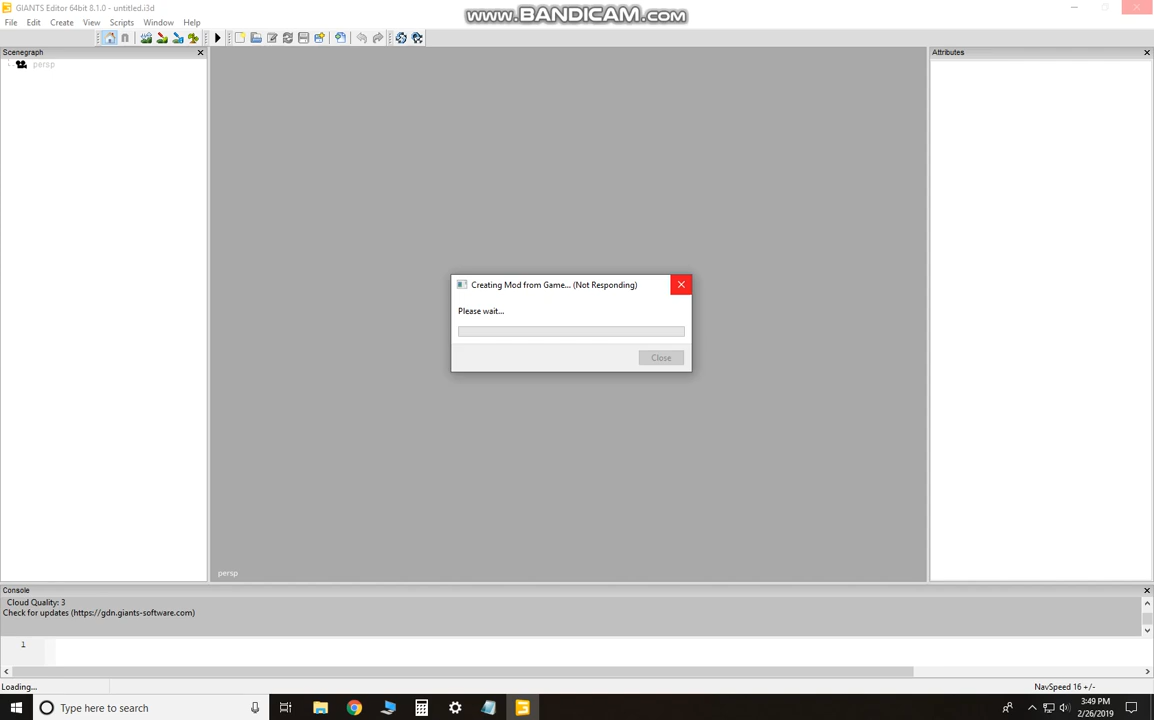 GIANTS Editor 64bit 8.1.0 - untitled.i3d
www.BANDICAM.com
File Edit Create View Scripts Window Help
Scenegraph
Attributes
persp
Creating Mod from Game... (Not Responding)
Please wait...
Close
persp
Console
Cloud Quality: 3
Check for updates (https://gdn.giants-software.com)
1
Loading...
NavSpeed 16 +/-
Type here to search
3:49 PM
2/26/2019